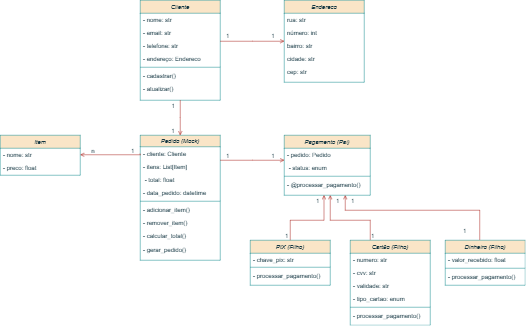 Cliente
- nome: str
- email: str
- telefone: str
- endereço: Endereco
- cadastrar()
- atualizar()
Endereco
rua: str
número: int
bairro: str
cidade: str
cep: str
1
1
1
1
Item
- nome: str
- preco: float
n
1
Pedido (Mock)
- cliente: Cliente
- itens: List[Item]
- total: float
- data_pedido: datetime
- adicionar_item()
- remover_item()
- calcular_total()
- gerar_pedido()
1
1
Pagamento (Pai)
- pedido: Pedido
- status: enum
- @processar_pagamento()
1
1
1
1
1
1
PIX (Filho)
- chave_pix: str
- processar_pagamento()
Cartão (Filho)
- numero: str
- cvv: str
- validade: str
- tipo_cartao: enum
- processar_pagamento()
Dinheiro (Filho)
- valor_recebido: float
- processar_pagamento()